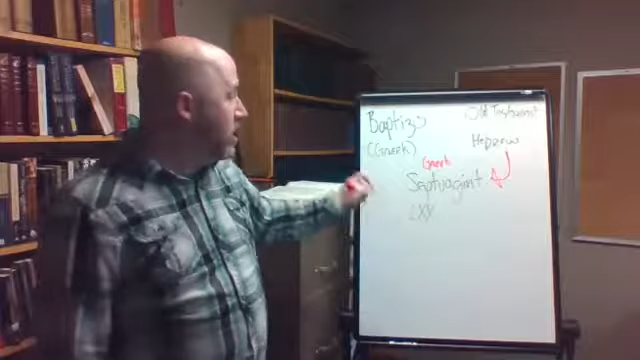 Baptizo
(Greek)
Old Testament
Hebrew
Greek
Septuagint
LXX